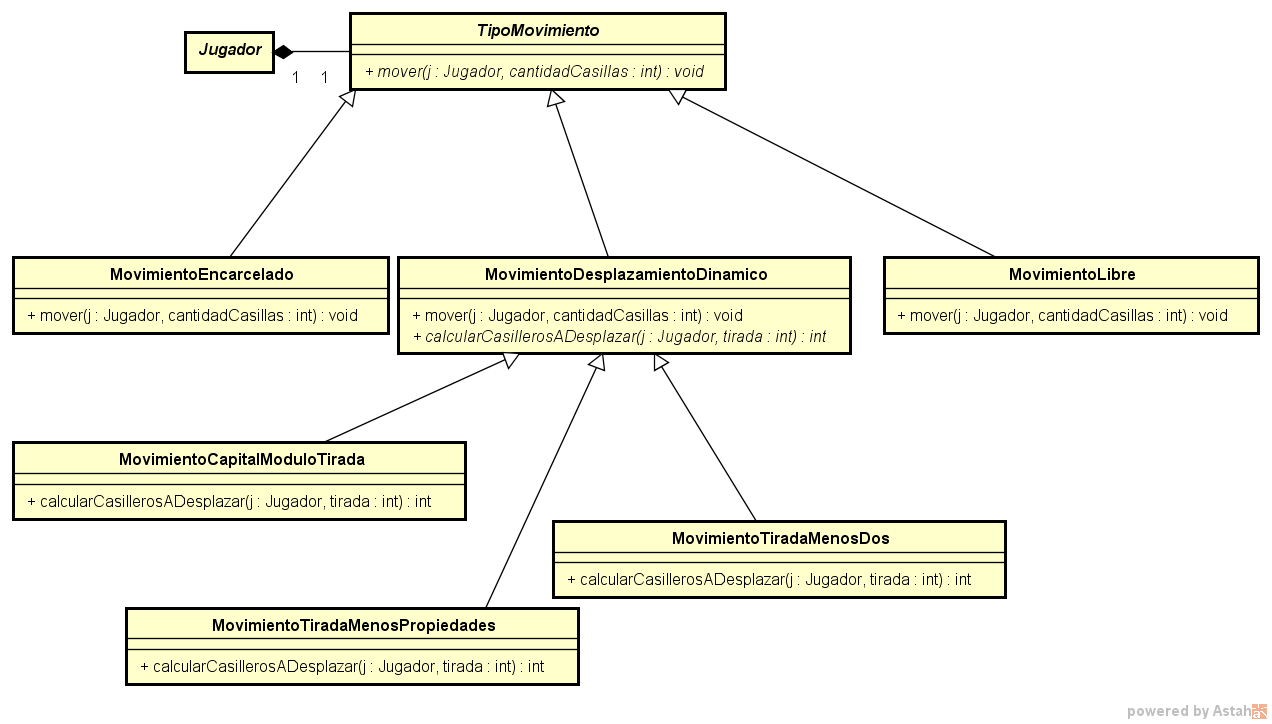 Jugador
1 1
TipoMovimiento
+ mover(j : Jugador, cantidadCasillas : int) : void
MovimientoEncarcelado
+ mover(j : Jugador, cantidadCasillas : int) : void
MovimientoDesplazamientoDinamico
+ mover(j : Jugador, cantidadCasillas : int) : void
+ calcularCasillerosADesplazar(j : Jugador, tirada : int) : int
MovimientoLibre
+ mover(j : Jugador, cantidadCasillas : int) : void
MovimientoCapitalModuloTirada
+ calcularCasillerosADesplazar(j : Jugador, tirada : int) : int
MovimientoTiradaMenosDos
+ calcularCasillerosADesplazar(j : Jugador, tirada : int) : int
MovimientoTiradaMenosPropiedades
+ calcularCasillerosADesplazar(j : Jugador, tirada : int) : int
powered by Astah